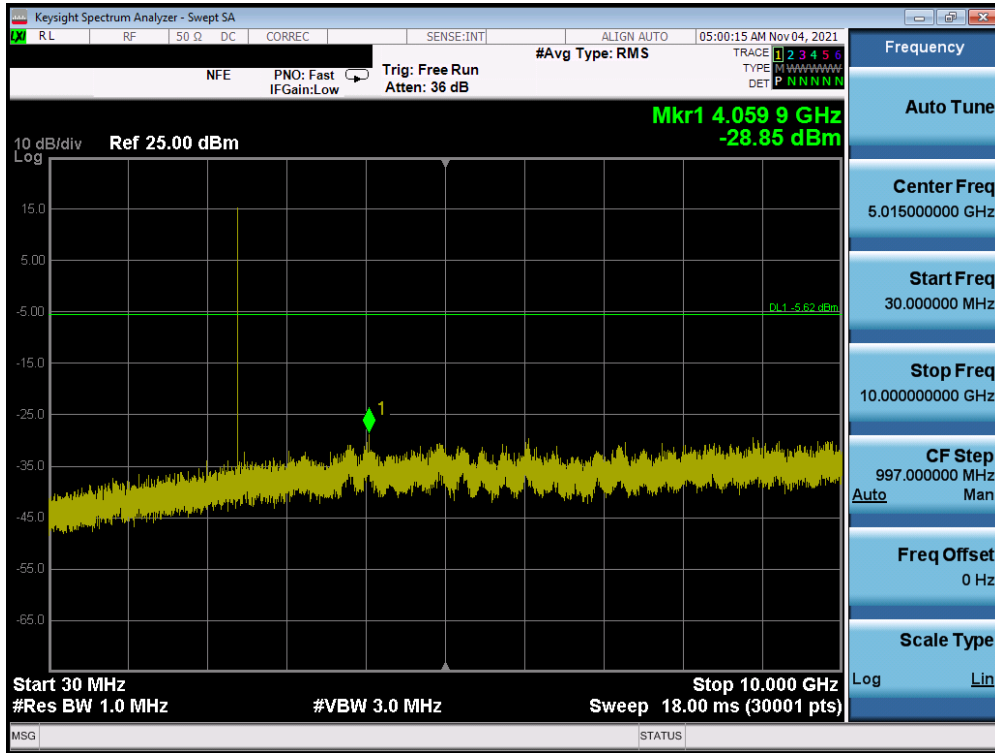 Keysight Spectrum Analyzer - Swept SA
LXI RL RF 50 Ω DC CORREC SENSE:INT ALIGN AUTO 05:00:15 AM Nov 04, 2021
NFE PNO: Fast Trig: Free Run #Avg Type: RMS TRACE 1 2 3 4 5 6
IFGain:Low Atten: 36 dB TYPE M WWWWW
DET P N N N N N
Mkr1 4.059 9 GHz
-28.85 dBm
10 dB/div Ref 25.00 dBm
Log
15.0
5.00
DL1 -5.62 dBm
-5.00
-15.0
1
-25.0
-35.0
-45.0
-55.0
-65.0
Start 30 MHz Stop 10.000 GHz
#Res BW 1.0 MHz #VBW 3.0 MHz Sweep 18.00 ms (30001 pts)
MSG STATUS
Frequency
Auto Tune
Center Freq
5.015000000 GHz
Start Freq
30.000000 MHz
Stop Freq
10.000000000 GHz
CF Step
997.000000 MHz
Auto Man
Freq Offset
0 Hz
Scale Type
Log Lin